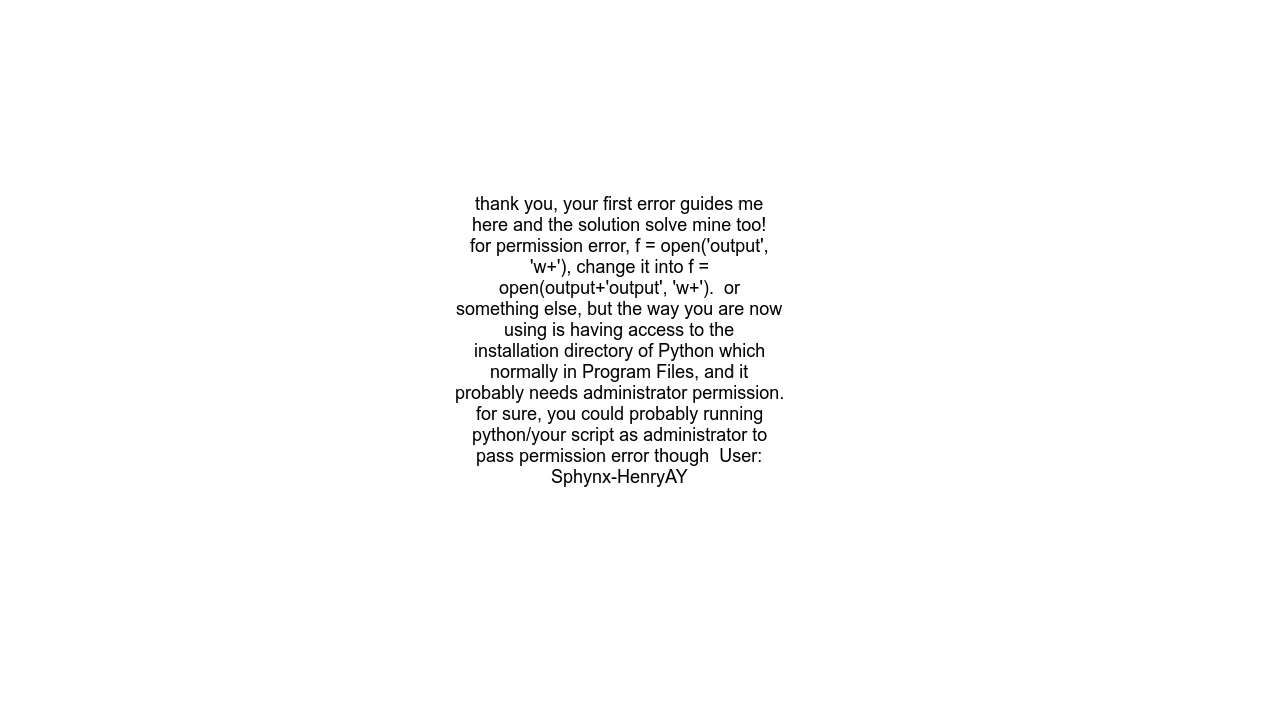 thank you, your first error guides me
here and the solution solve mine too!
for permission error, f = open('output',
'w+'), change it into f =
open(output+'output', 'w+').  or
something else, but the way you are now
using is having access to the
installation directory of Python which
normally in Program Files, and it
probably needs administrator permission.
for sure, you could probably running
python/your script as administrator to
pass permission error though  User:
Sphynx-HenryAY